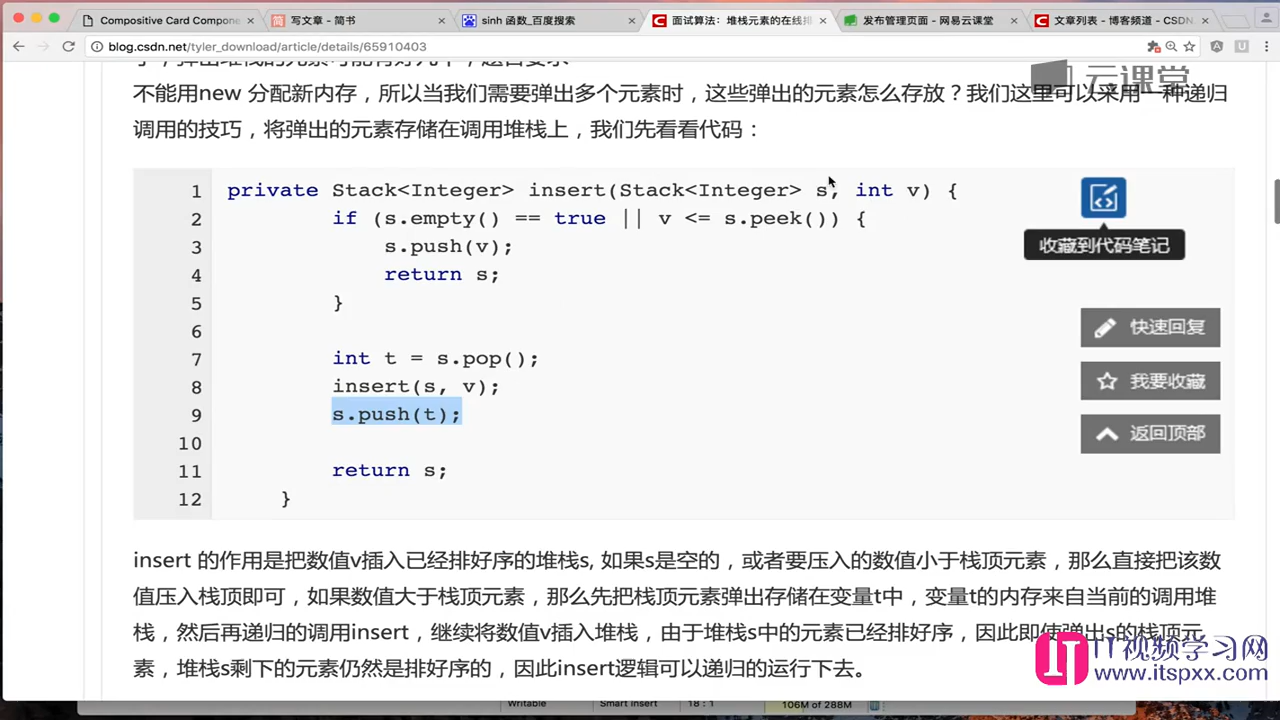 Compositive Card Compone
写文章 - 简书
sinh 函数_百度搜索
面试算法：堆栈元素的在线排
发布管理页面 - 网易云课堂
文章列表 - 博客频道 - CSDN.
blog.csdn.net/tyler_download/article/details/65910403
云课堂
不能用new 分配新内存，所以当我们需要弹出多个元素时，这些弹出的元素怎么存放？我们这里可以采用一种递归
调用的技巧，将弹出的元素存储在调用堆栈上，我们先看看代码：
1 private Stack<Integer> insert(Stack<Integer> s, int v) {
2 if (s.empty() == true || v <= s.peek()) {
3 s.push(v);
4 return s;
5 }
6
7 int t = s.pop();
8 insert(s, v);
9 s.push(t);
10
11 return s;
12 }
收藏到代码笔记
快速回复
我要收藏
返回顶部
insert 的作用是把数值v插入已经排好序的堆栈s, 如果s是空的，或者要压入的数值小于栈顶元素，那么直接把该数
值压入栈顶即可，如果数值大于栈顶元素，那么先把栈顶元素弹出存储在变量t中，变量t的内存来自当前的调用堆
栈，然后再递归的调用insert，继续将数值v插入堆栈，由于堆栈s中的元素已经排好序，因此即使弹出s的栈顶元
素，堆栈s剩下的元素仍然是排好序的，因此insert逻辑可以递归的运行下去。
IT视频学习网
www.itspxx.com
Writable
Smart Insert
18 : 1
106M of 288M